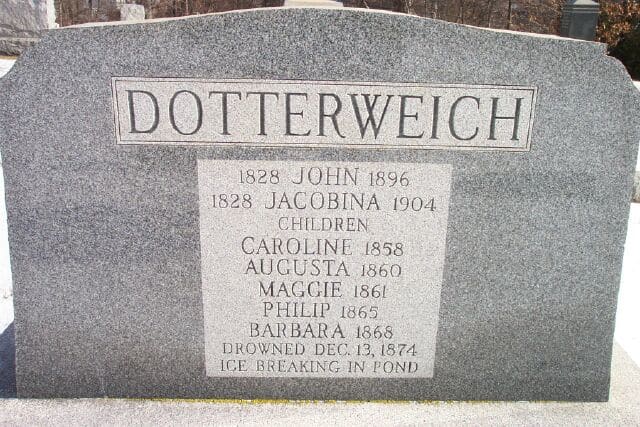 DOTTERWEICH
1828 JOHN 1896
1828 JACOBINA 1904
CHILDREN
CAROLINE 1858
AUGUSTA 1860
MAGGIE 1861
PHILIP 1865
BARBARA 1868
DROWNED DEC. 13, 1874
ICE BREAKING IN POND